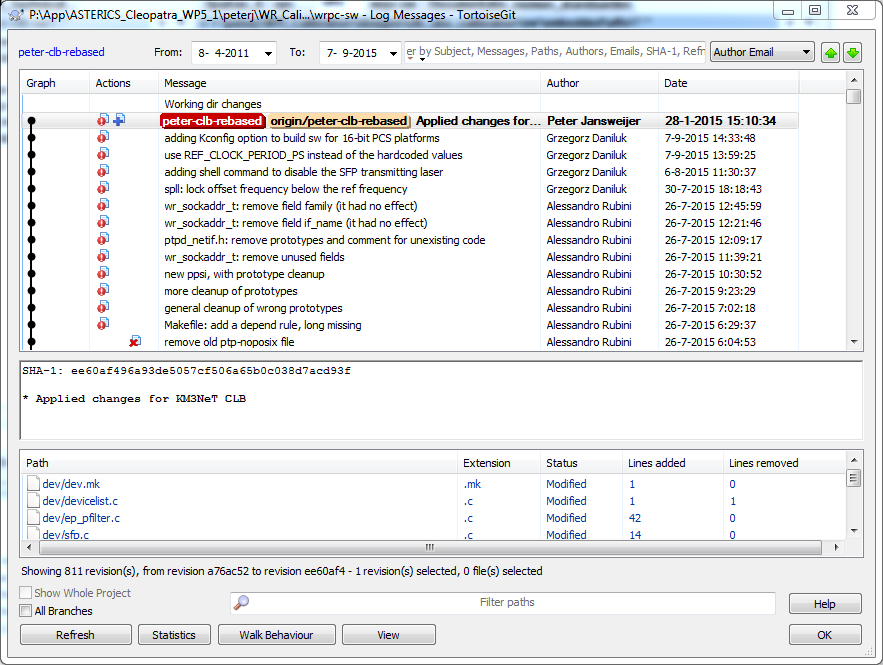 P:\App\ASTERICS_Cleopatra_WP5_1\peterj\WR_Cali...\wrpc-sw - Log Messages - TortoiseGit
peter-clb-rebased From: 8- 4-2011 To: 7- 9-2015 er by Subject, Messages, Paths, Authors, Emails, SHA-1, Refn Author Email
Graph Actions Message Author Date
Working dir changes
peter-clb-rebased origin/peter-clb-rebased Applied changes for... Peter Jansweijer 28-1-2015 15:10:34
adding Kconfig option to build sw for 16-bit PCS platforms Grzegorz Daniluk 7-9-2015 14:33:48
use REF_CLOCK_PERIOD_PS instead of the hardcoded values Grzegorz Daniluk 7-9-2015 13:59:25
adding shell command to disable the SFP transmitting laser Grzegorz Daniluk 6-8-2015 11:30:37
spll: lock offset frequency below the ref frequency Grzegorz Daniluk 30-7-2015 18:18:43
wr_sockaddr_t: remove field family (it had no effect) Alessandro Rubini 26-7-2015 12:45:59
wr_sockaddr_t: remove field if_name (it had no effect) Alessandro Rubini 26-7-2015 12:21:46
ptpd_netif.h: remove prototypes and comment for unexisting code Alessandro Rubini 26-7-2015 12:09:17
wr_sockaddr_t: remove unused fields Alessandro Rubini 26-7-2015 11:39:21
new ppsi, with prototype cleanup Alessandro Rubini 26-7-2015 10:30:52
more cleanup of prototypes Alessandro Rubini 26-7-2015 9:23:29
general cleanup of wrong prototypes Alessandro Rubini 26-7-2015 7:02:18
Makefile: add a depend rule, long missing Alessandro Rubini 26-7-2015 6:29:37
remove old ptp-noposix file Alessandro Rubini 26-7-2015 6:04:53
SHA-1: ee60af496a93de5057cf506a65b0c038d7acd93f
* Applied changes for KM3NeT CLB
Path Extension Status Lines added Lines removed
dev/dev.mk .mk Modified 1 0
dev/devicelist.c .c Modified 1 1
dev/ep_pfilter.c .c Modified 42 0
dev/sfp.c .c Modified 14 0
Showing 811 revision(s), from revision a76ac52 to revision ee60af4 - 1 revision(s) selected, 0 file(s) selected
Show Whole Project
All Branches Filter paths Help
Refresh Statistics Walk Behaviour View OK